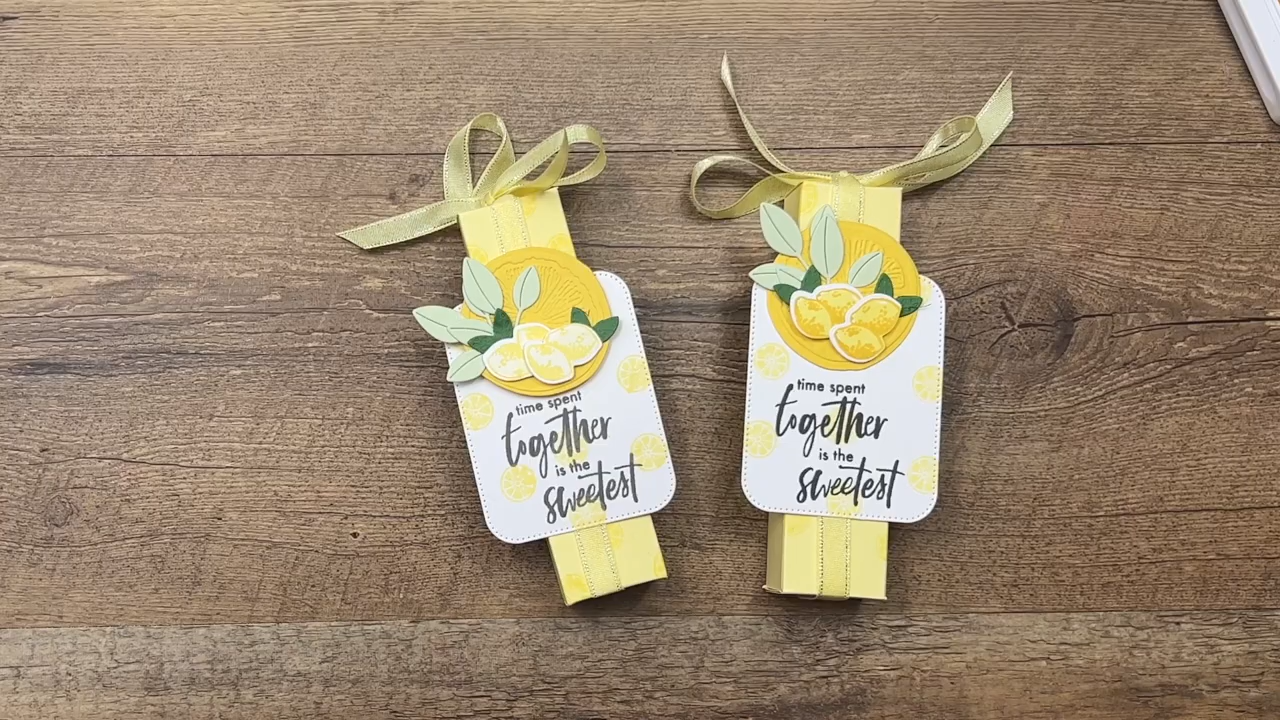 time spent
together
is the
sweetest
time spent
together
is the
sweetest